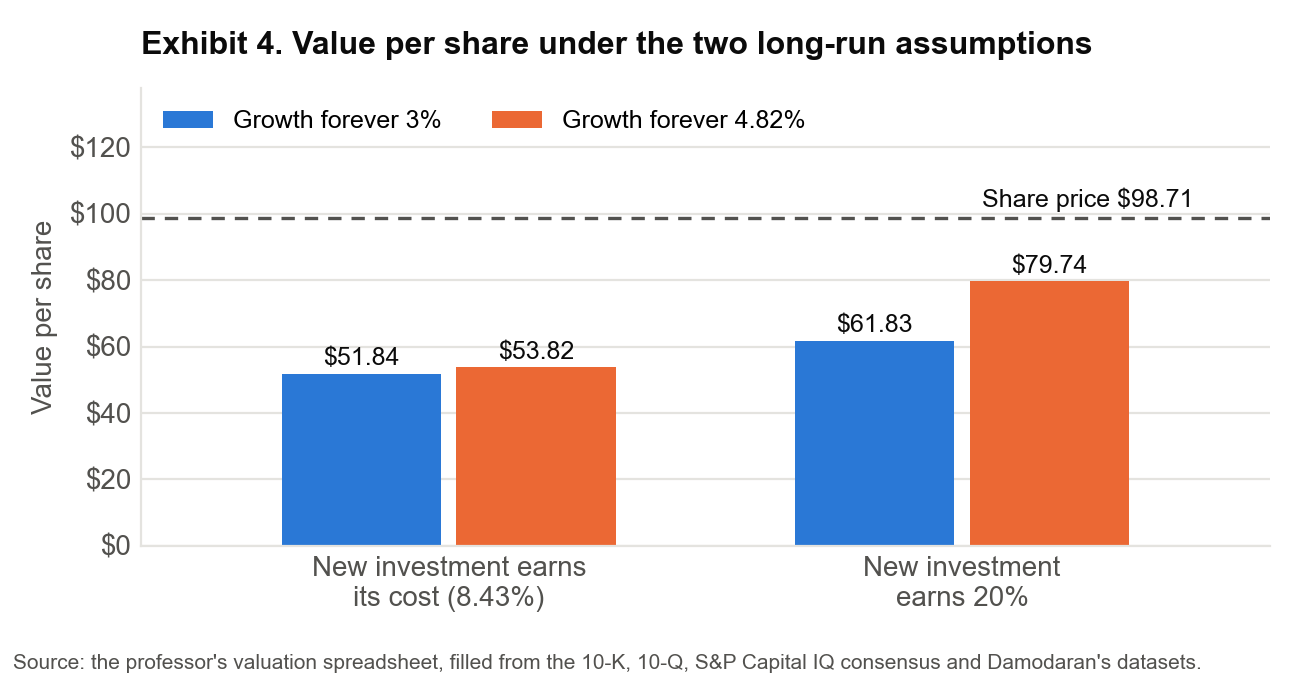 Exhibit 4. Value per share under the two long-run assumptions
Growth forever 3%
Growth forever 4.82%
Value per share
$120
$100
$80
$60
$40
$20
$0
Share price $98.71
$51.84
$53.82
$61.83
$79.74
New investment earns
its cost (8.43%)
New investment
earns 20%
Source: the professor's valuation spreadsheet, filled from the 10-K, 10-Q, S&P Capital IQ consensus and Damodaran's datasets.